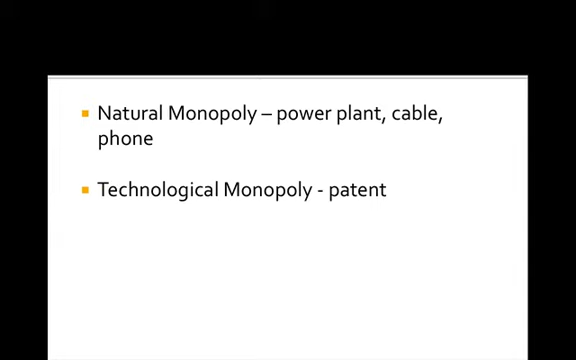 Natural Monopoly – power plant, cable,
phone
Technological Monopoly - patent